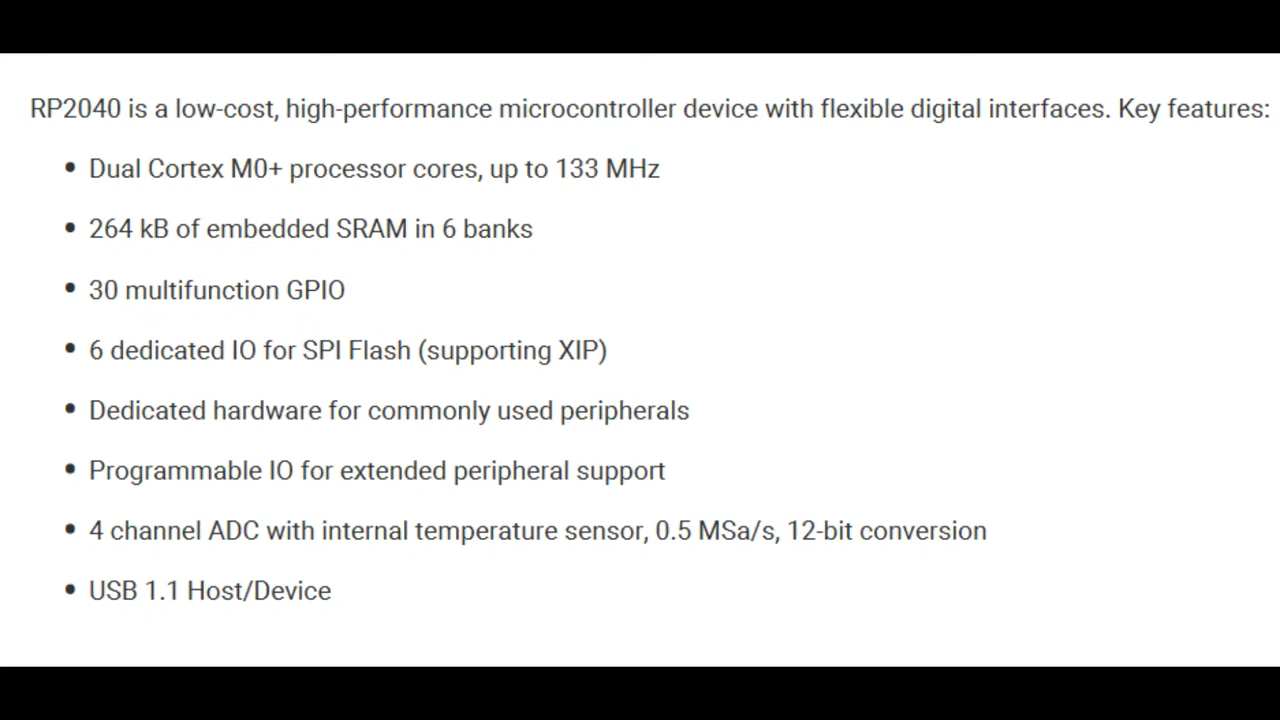 RP2040 is a low-cost, high-performance microcontroller device with flexible digital interfaces. Key features:
• Dual Cortex M0+ processor cores, up to 133 MHz
• 264 kB of embedded SRAM in 6 banks
• 30 multifunction GPIO
• 6 dedicated IO for SPI Flash (supporting XIP)
• Dedicated hardware for commonly used peripherals
• Programmable IO for extended peripheral support
• 4 channel ADC with internal temperature sensor, 0.5 MSa/s, 12-bit conversion
• USB 1.1 Host/Device